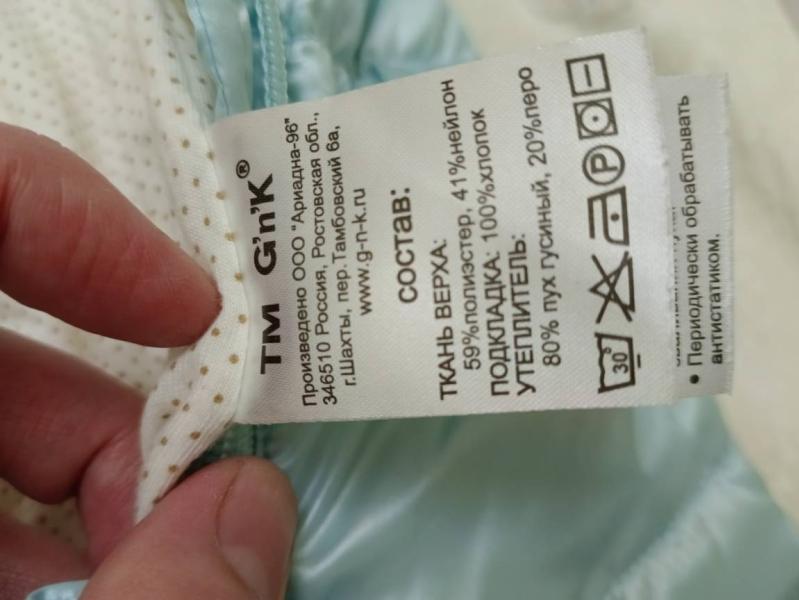 ТМ G'n'K®
Произведено ООО "Ариадна-96"
346510 Россия, Ростовская обл.,
г.Шахты, пер.Тамбовский 6а,
www.g-n-k.ru
состав:
ТКАНЬ ВЕРХА:
59%полиэстер, 41%нейлон
ПОДКЛАДКА: 100%хлопок
УТЕПЛИТЕЛЬ:
80% пух гусиный, 20%перо
30° P
• Периодически обрабатывать
антистатиком.